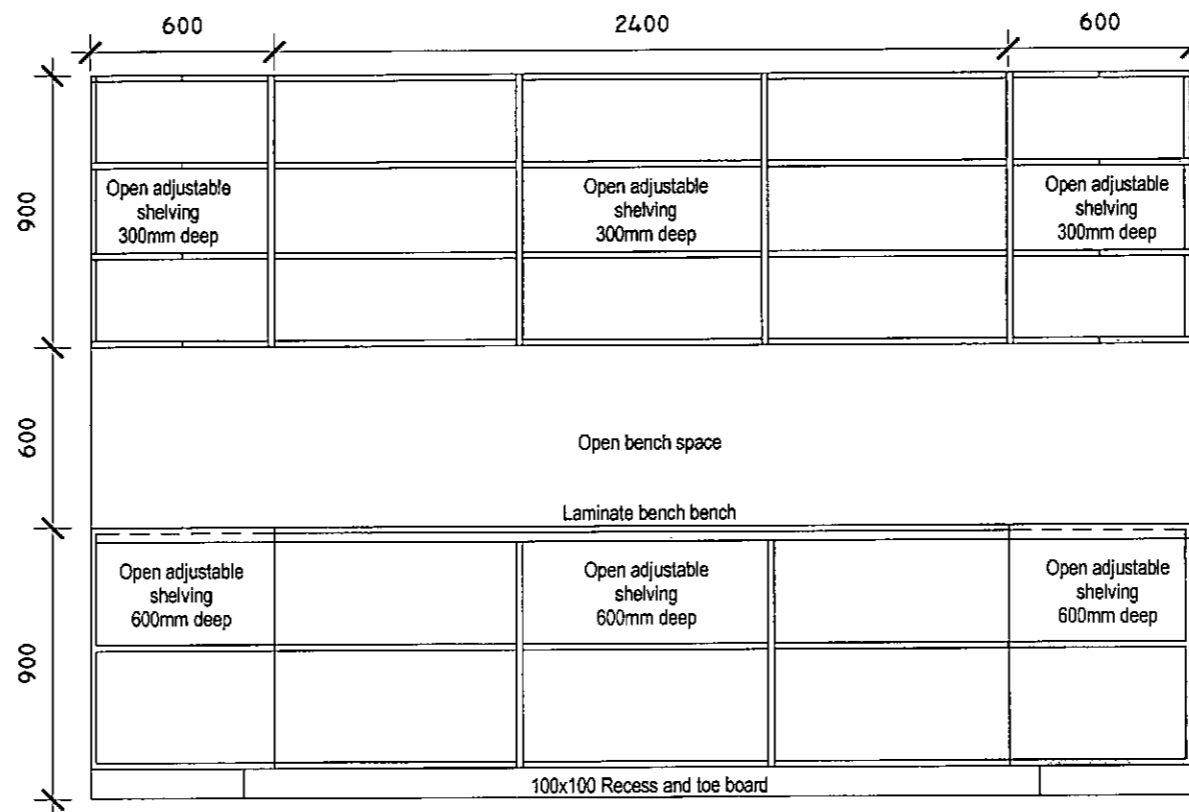 600
2400
600
900
Open adjustable
shelving
300mm deep
Open adjustable
shelving
300mm deep
Open adjustable
shelving
300mm deep
600
Open bench space
Laminate bench bench
900
Open adjustable
shelving
600mm deep
Open adjustable
shelving
600mm deep
Open adjustable
shelving
600mm deep
100x100 Recess and toe board